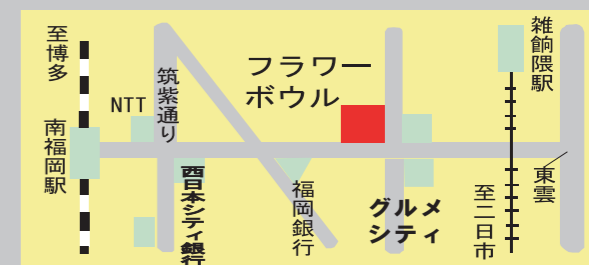 至博多
南福岡駅
NTT
筑紫通り
西日本シティ銀行
フラワー
ボウル
福岡銀行
グルメ
シティ
雑餉隈駅
至二日市
東雲